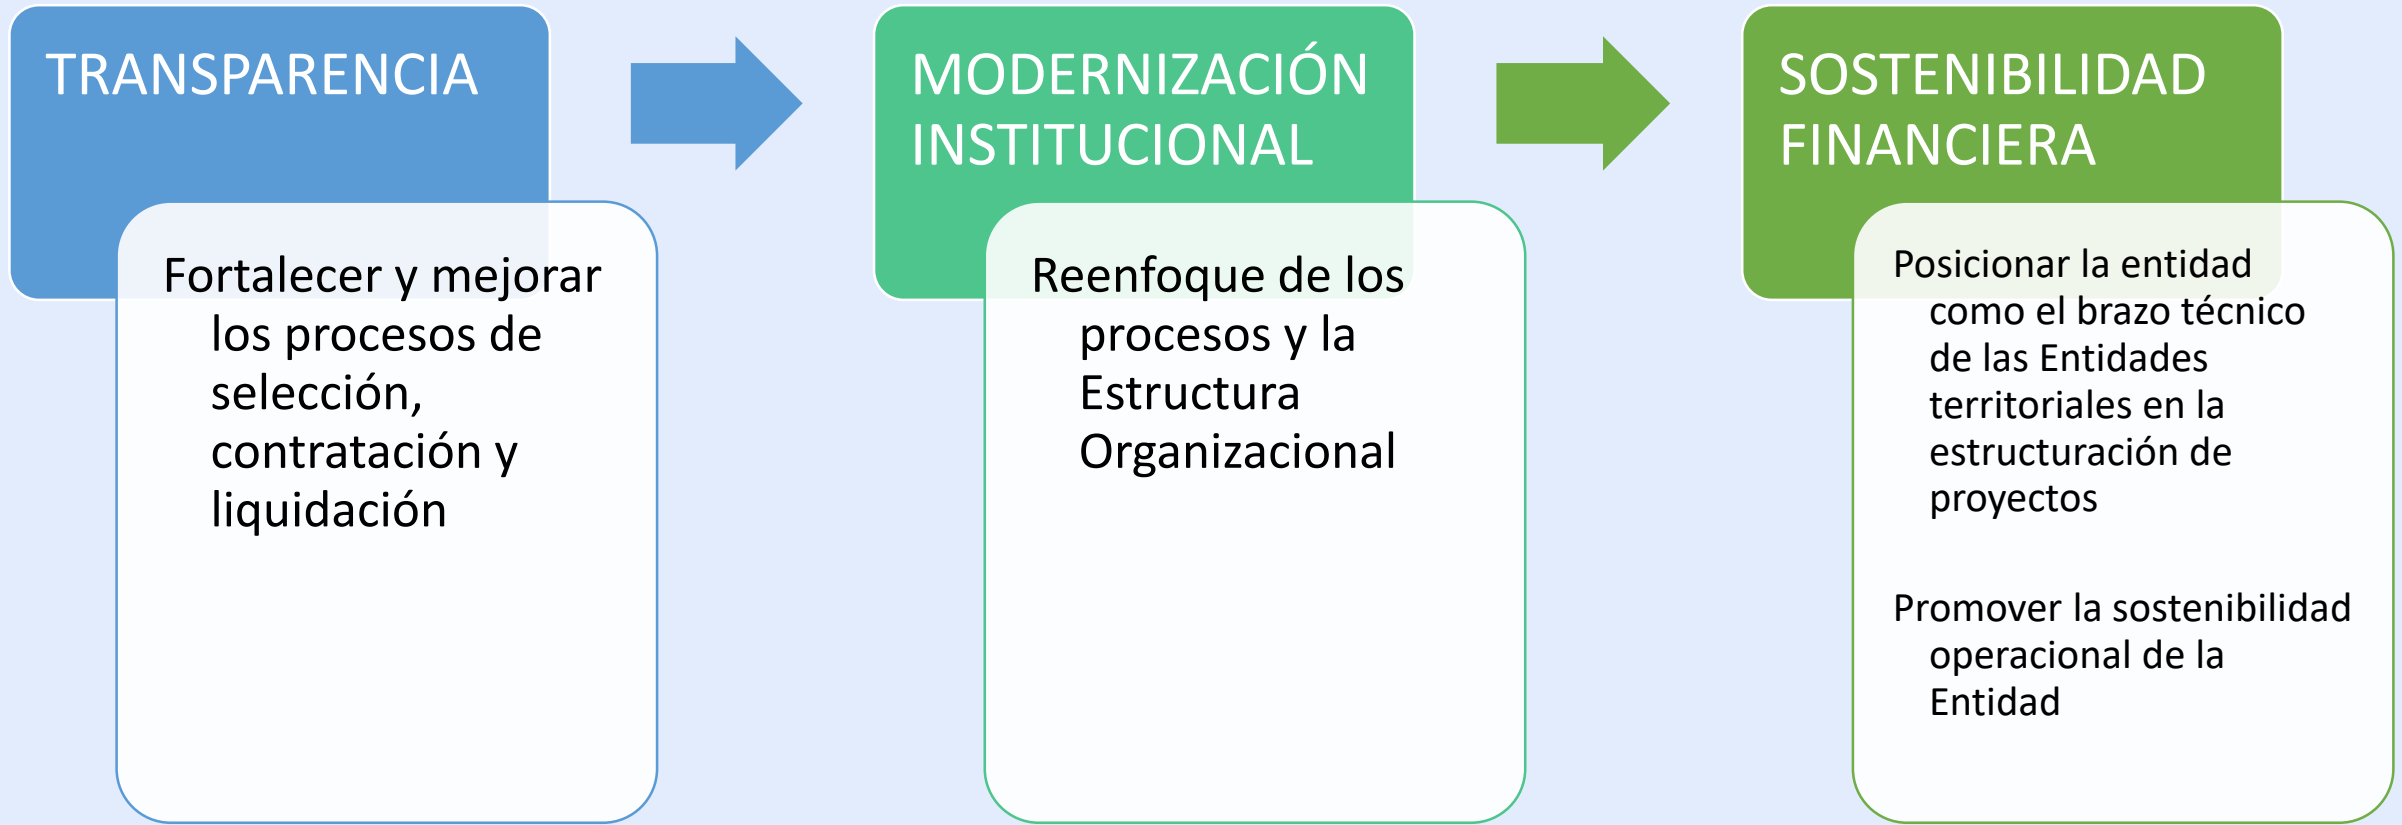 TRANSPARENCIA
Fortalecer y mejorar
los procesos de
selección,
contratación y
liquidación
MODERNIZACIÓN
INSTITUCIONAL
Reenfoque de los
procesos y la
Estructura
Organizacional
SOSTENIBILIDAD
FINANCIERA
Posicionar la entidad
como el brazo técnico
de las Entidades
territoriales en la
estructuración de
proyectos
Promover la sostenibilidad
operacional de la
Entidad